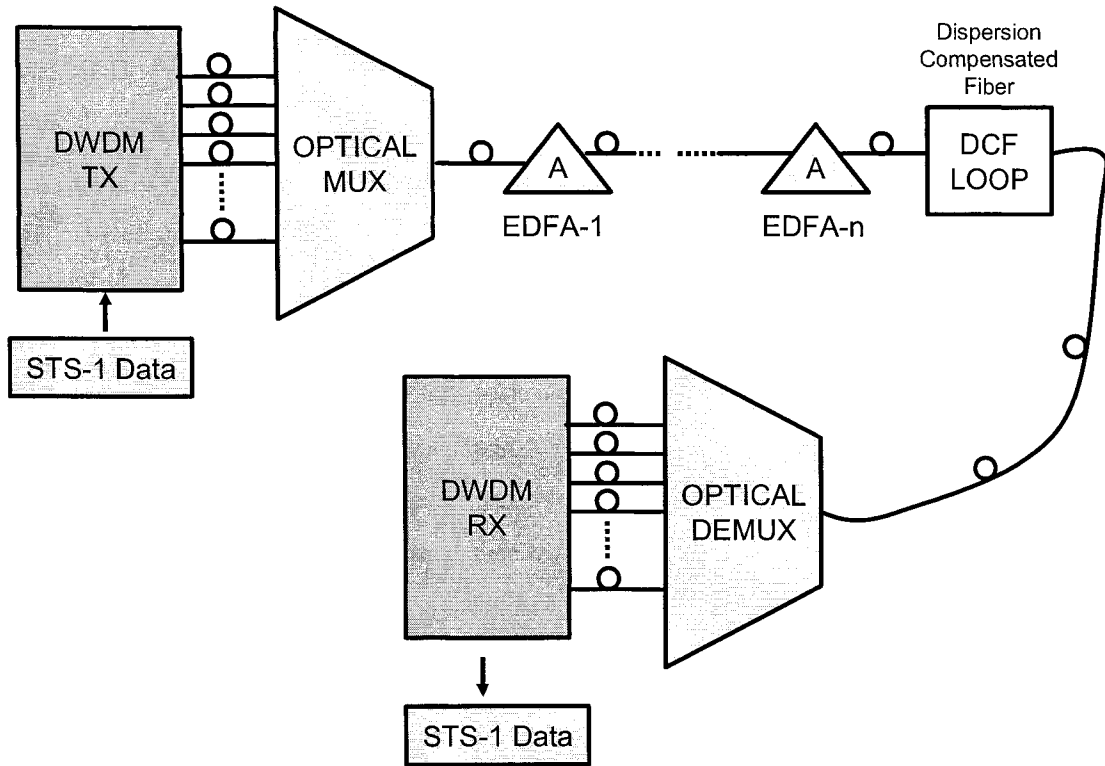 Dispersion
Compensated
Fiber
DWDM
TX
OPTICAL
MUX
A
EDFA-1
A
EDFA-n
DCF
LOOP
STS-1 Data
DWDM
RX
OPTICAL
DEMUX
STS-1 Data